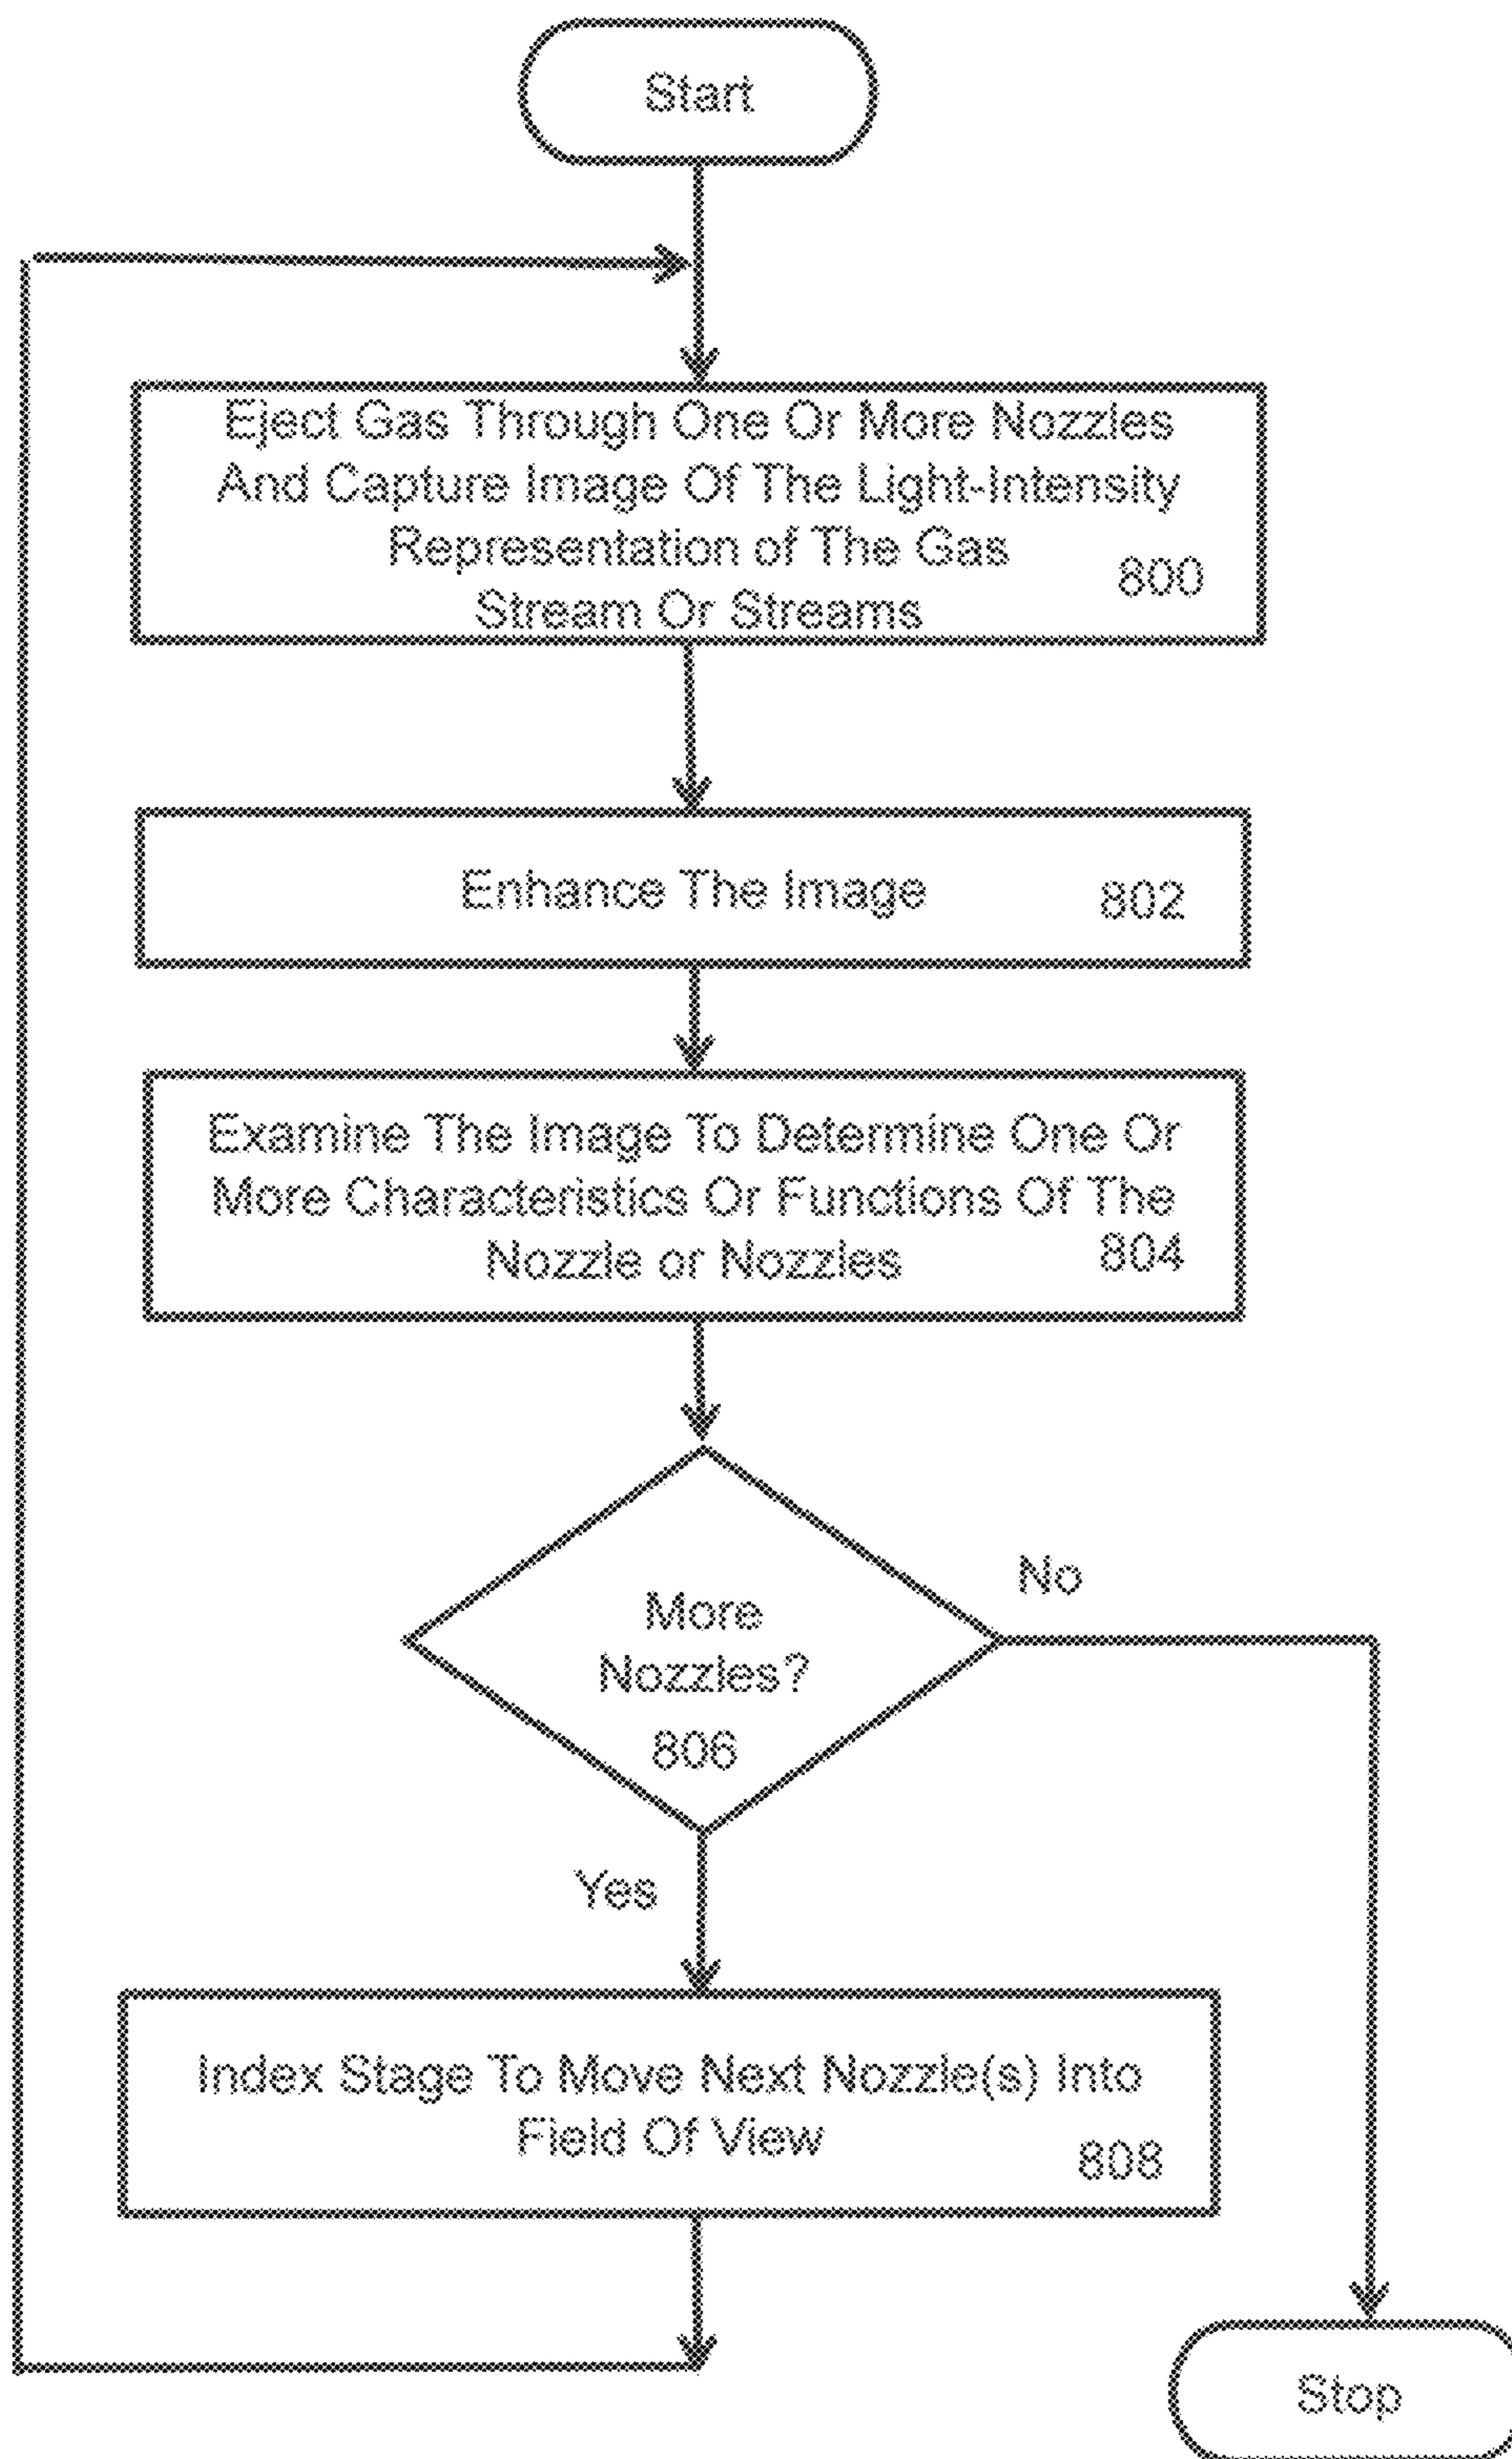 Start
Eject Gas Through One Or More Nozzles
And Capture Image Of The Light-Intensity
Representation of The Gas
800
Stream Or Streams
Enhance The Image
802
Examine The Image To Determine One Or
More Characteristics Or Functions Of The
Nozzle or Nozzles
804
More
Nozzles?
806
No
Yes
Index Stage To Move Next Nozzle(s) Into
Field Of View
808
Stop